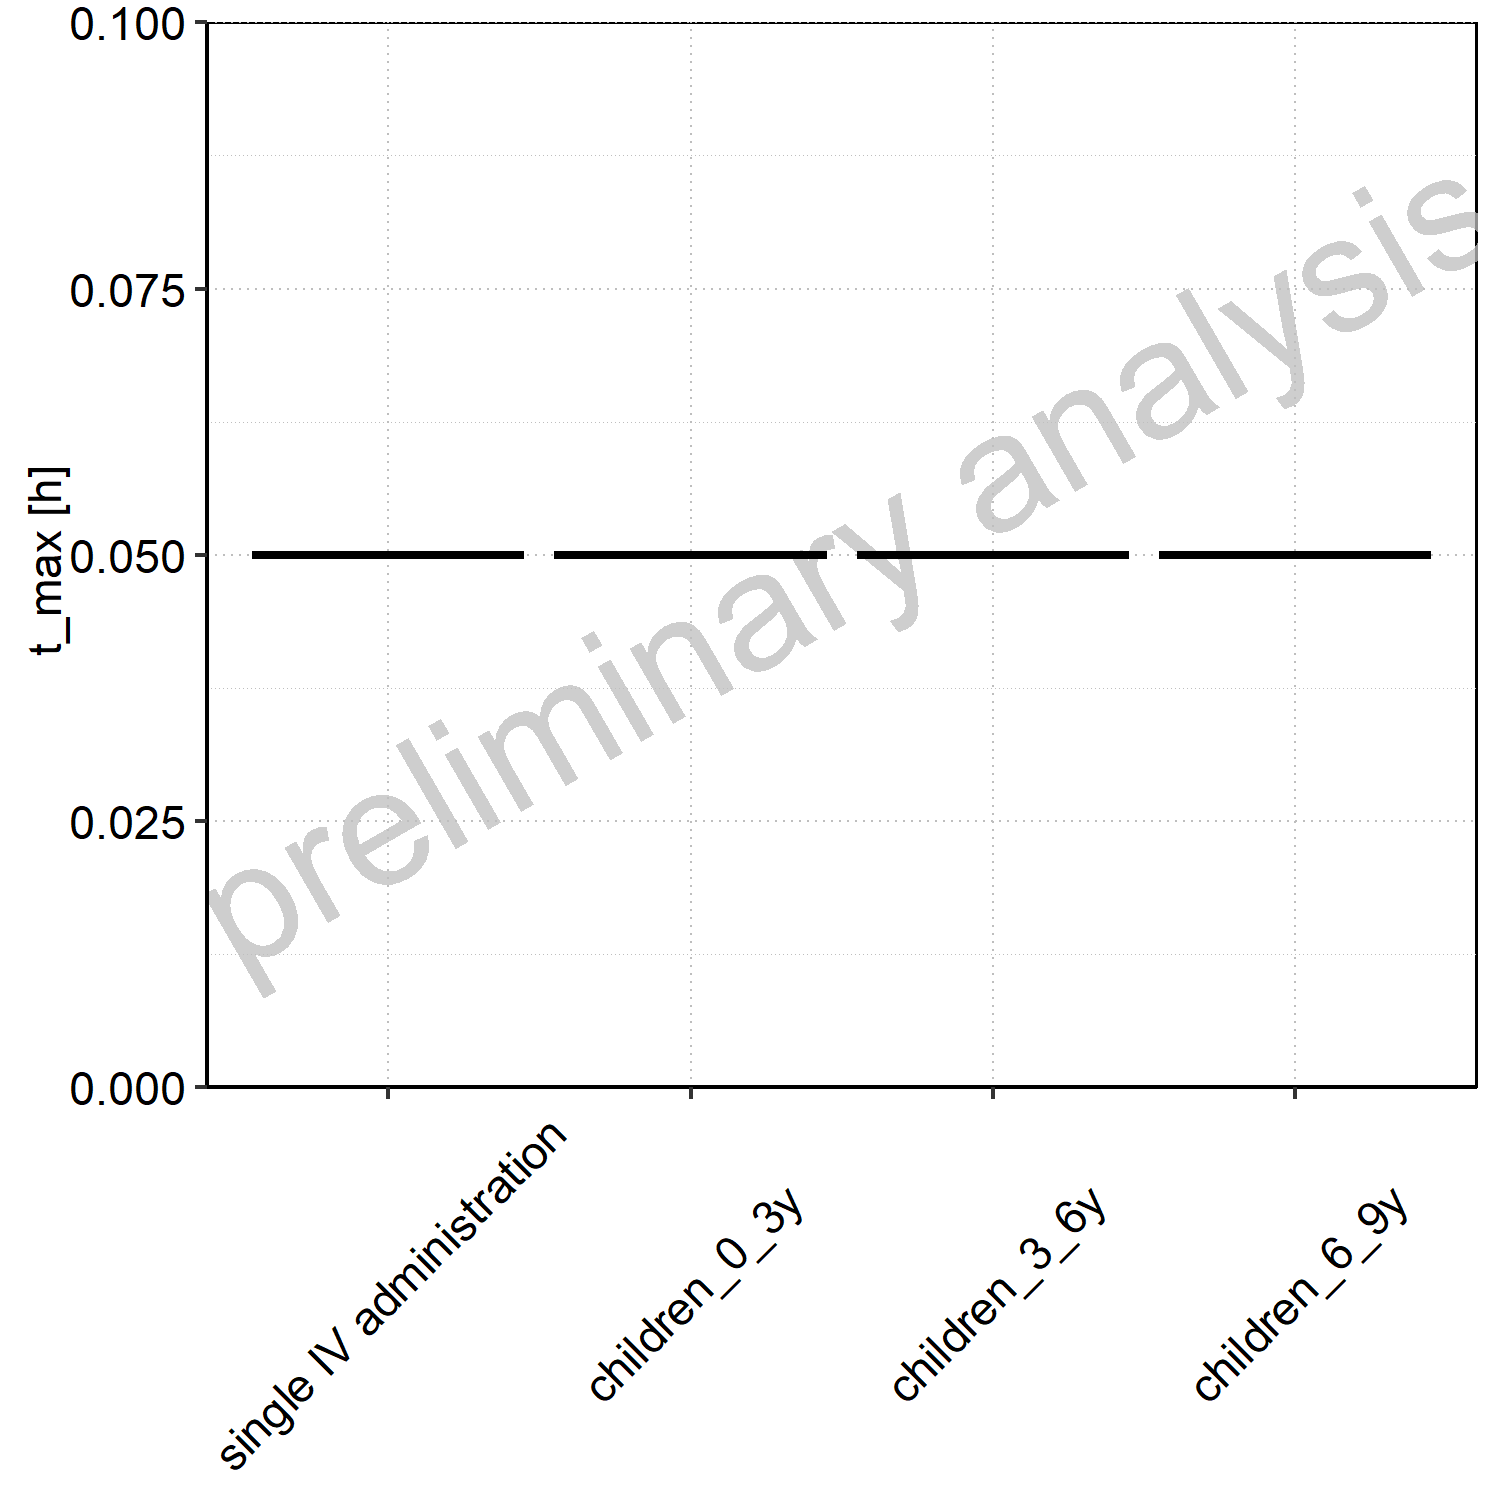 0.100
0.075
0.050
0.025
0.000
t_max [h]
preliminary analysis
single IV administration
children_0_3y
children_3_6y
children_6_9y